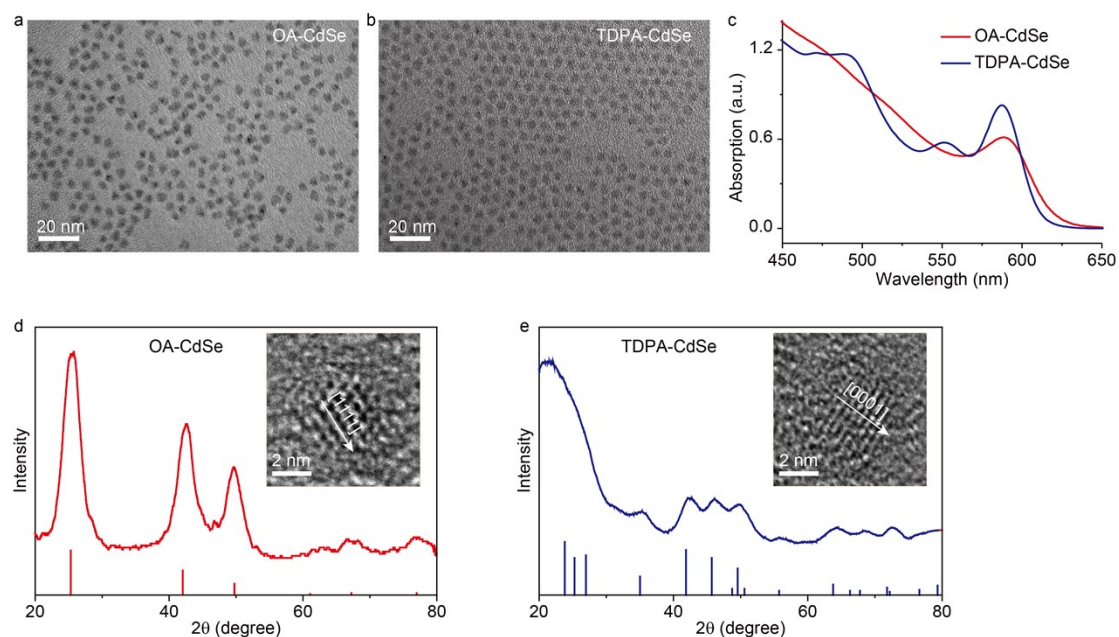 a
OA-CdSe
20 nm
b
TDPA-CdSe
20 nm
c
OA-CdSe
TDPA-CdSe
1.2
0.6
0.0
Absorption (a.u.)
450 500 550 600 650
Wavelength (nm)
d
OA-CdSe
[111]
2 nm
Intensity
20 40 60 80
2θ (degree)
e
TDPA-CdSe
[0001]
2 nm
Intensity
20 40 60 80
2θ (degree)